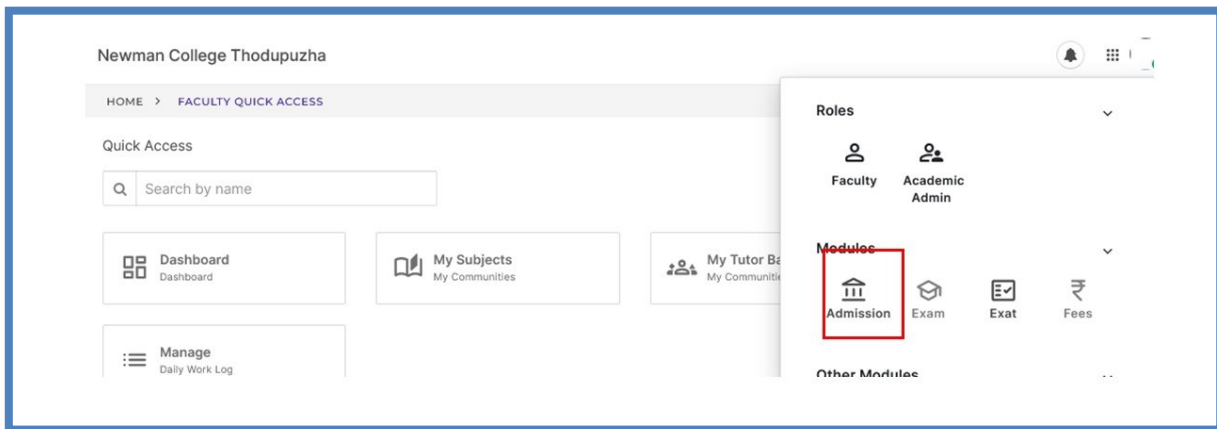 Newman College Thodupuzha
HOME > FACULTY QUICK ACCESS
Quick Access
Search by name
Dashboard
Dashboard
My Subjects
My Communities
My Tutor Ba
My Communitie
Manage
Daily Work Log
Roles
Faculty
Academic
Admin
Modules
Admission
Exam
Exat
Fees
Other Modules